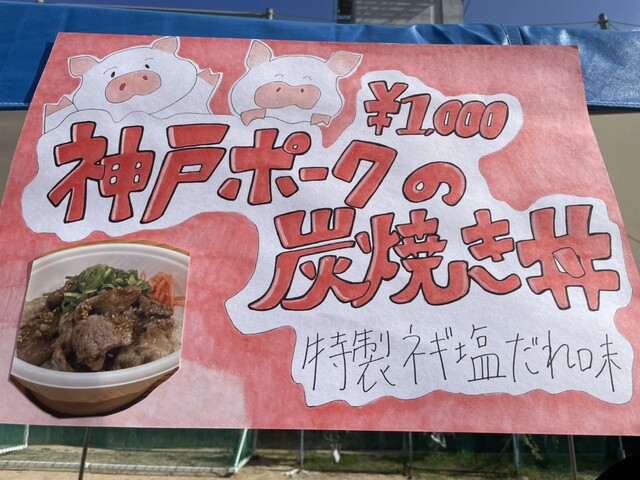 ¥1,000
神戸ポークの
炭焼き丼
特製ネギ塩だれ味